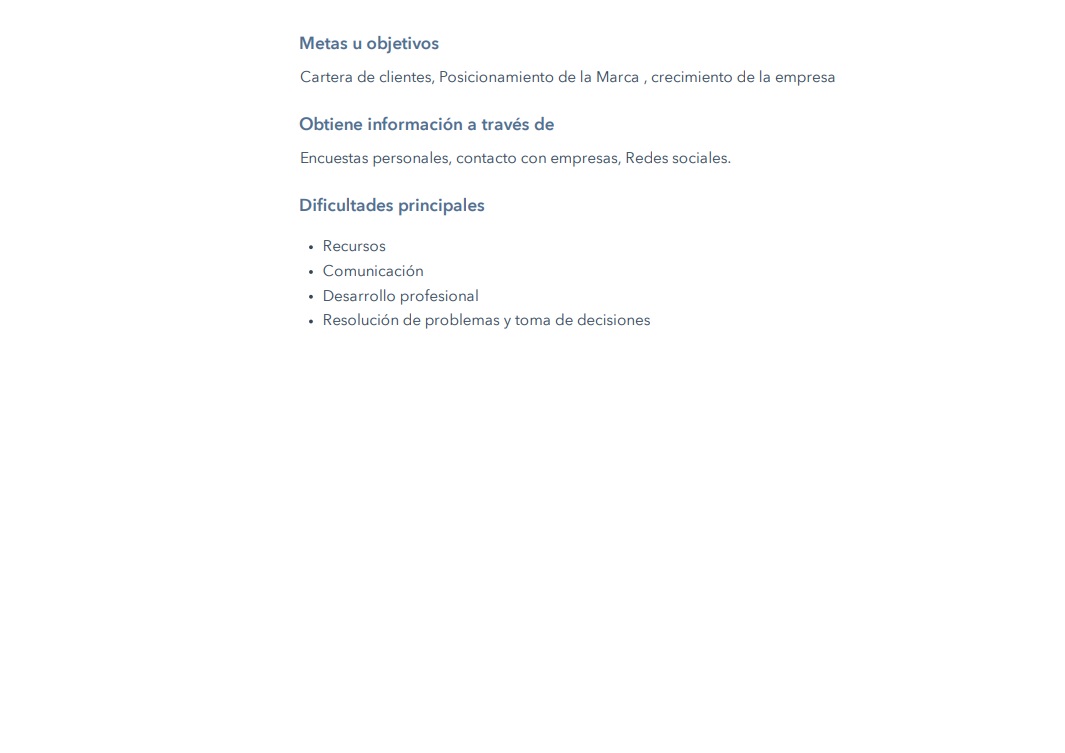 Metas u objetivos
Cartera de clientes, Posicionamiento de la Marca , crecimiento de la empresa
Obtiene información a través de
Encuestas personales, contacto con empresas, Redes sociales.
Dificultades principales
• Recursos
• Comunicación
• Desarrollo profesional
• Resolución de problemas y toma de decisiones